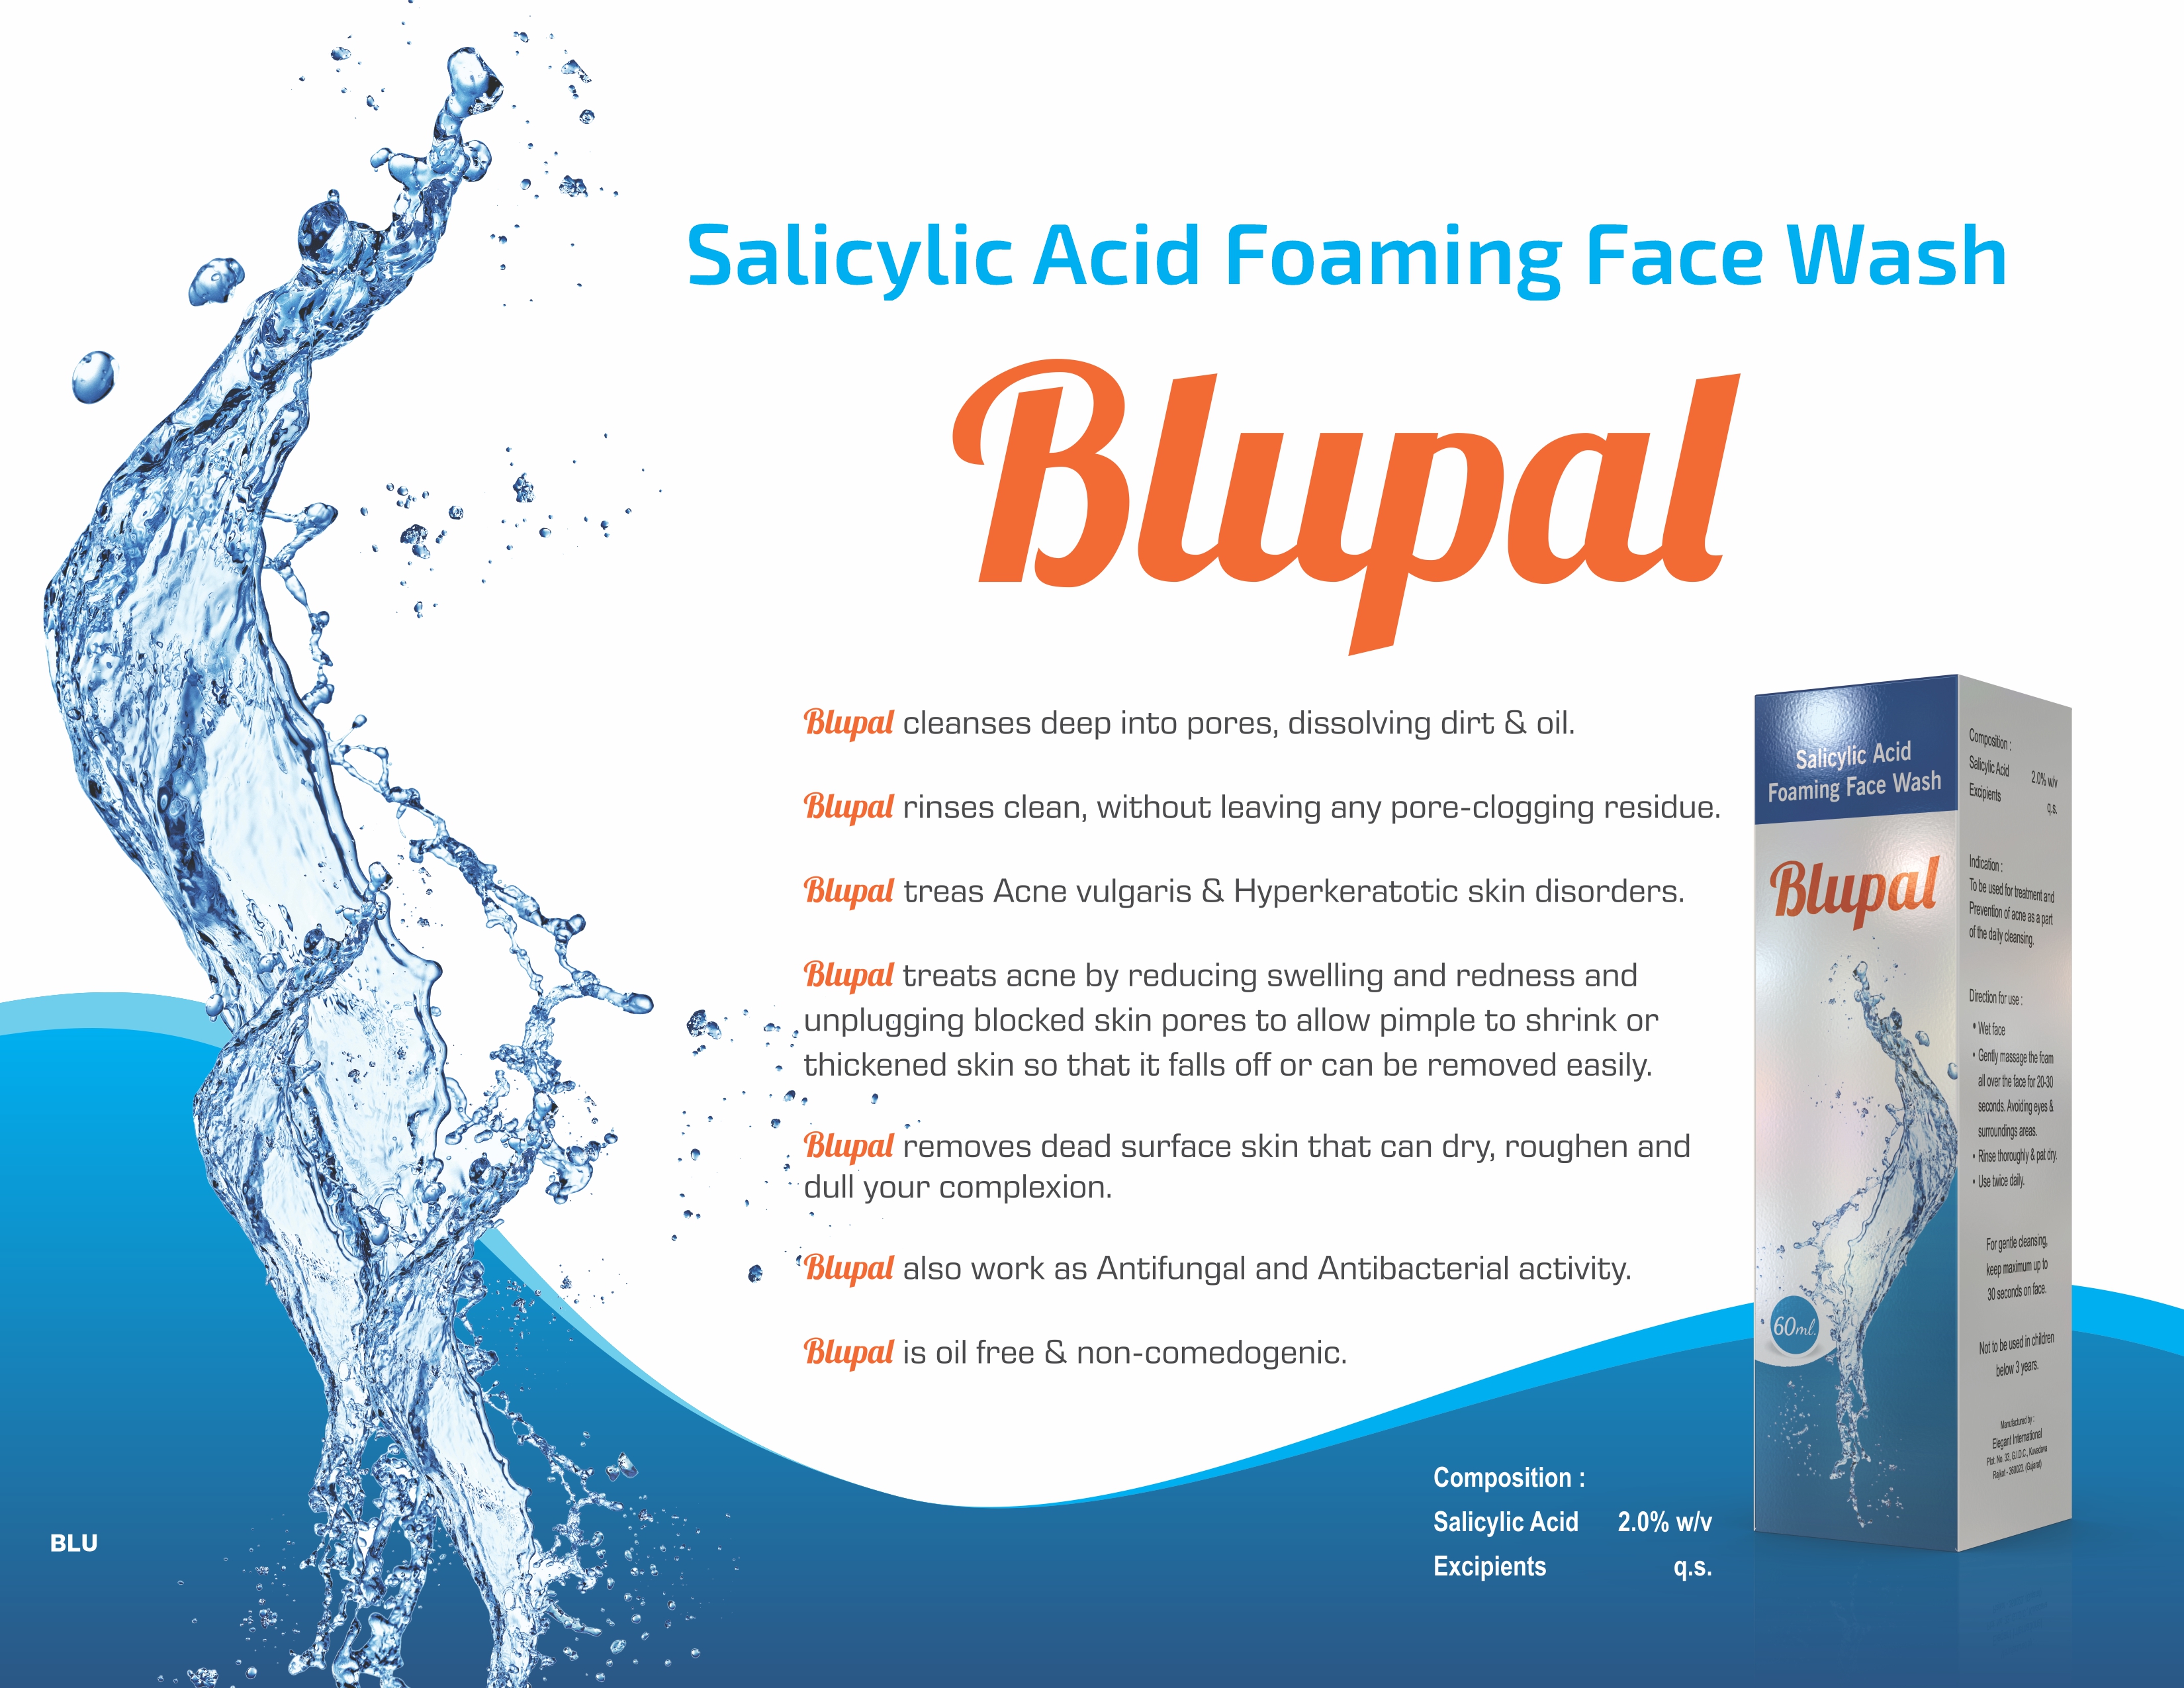 Salicylic Acid Foaming Face Wash
Blupal
Blupal cleanses deep into pores, dissolving dirt & oil.
Blupal rinses clean, without leaving any pore-clogging residue.
Blupal treas Acne vulgaris & Hyperkeratotic skin disorders.
Blupal treats acne by reducing swelling and redness and
unplugging blocked skin pores to allow pimple to shrink or
thickened skin so that it falls off or can be removed easily.
Blupal removes dead surface skin that can dry, roughen and
dull your complexion.
Blupal also work as Antifungal and Antibacterial activity.
Blupal is oil free & non-comedogenic.
Composition :
Salicylic Acid 2.0% w/v
Excipients q.s.
BLU
Salicylic Acid
Foaming Face Wash
Blupal
60ml.
Composition :
Salicylic Acid 2.0% w/v
Excipients q.s.
Indication :
To be used for treatment and
Prevention of acne as a part
of the daily cleansing.
Direction for use :
• Wet face
• Gently massage the foam
all over the face for 20-30
seconds. Avoiding eyes &
surroundings areas.
• Rinse thoroughly & pat dry.
• Use twice daily.
For gentle cleansing,
keep maximum up to
30 seconds on face.
Not to be used in children
below 3 years.
Manufactured by :
Elegant International
Plot. No. 33, G.I.D.C., Kuvadava
Rajkot - 360023. (Gujarat)